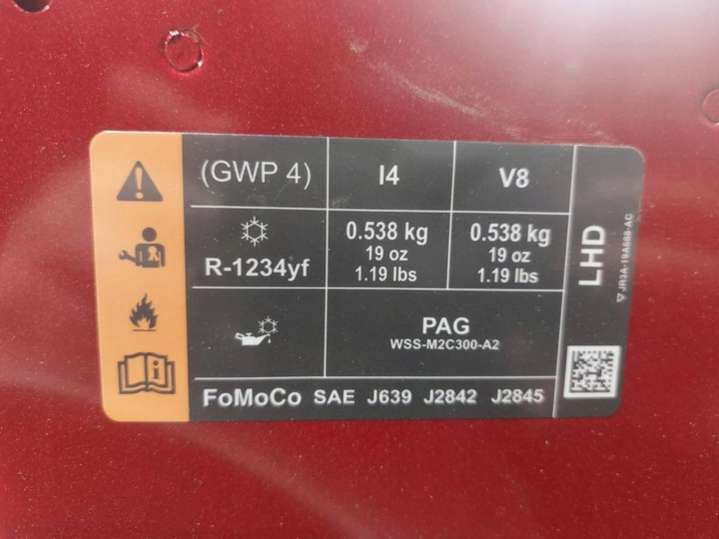 (GWP 4) I4 V8
R-1234yf
0.538 kg
19 oz
1.19 lbs
0.538 kg
19 oz
1.19 lbs
PAG
WSS-M2C300-A2
FoMoCo SAE J639 J2842 J2845
LHD